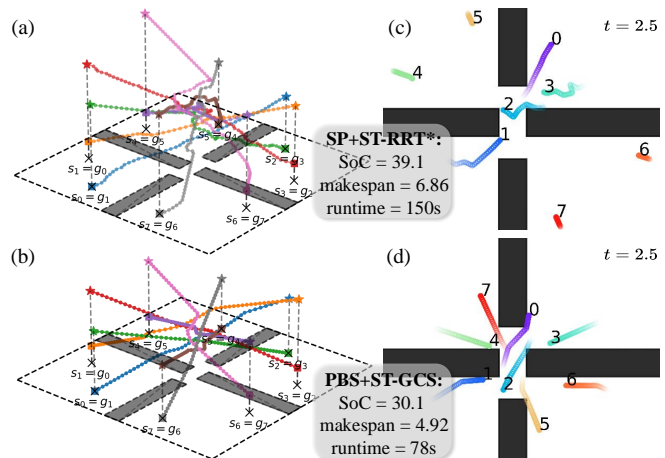 (a)
s₄ = g₅
s₅ = g₄
s₁ = g₀
s₂ = g₃
s₀ = g₁
s₃ = g₂
s₇ = g₆
s₆ = g₇
SP+ST-RRT*:
SoC = 39.1
makespan = 6.86
runtime = 150s
(c)
t = 2.5
5
0
4
3
2
1
6
7
(b)
= g₅
s₁ = g₀
s₂ = g₃
s₀ = g₁
s₃ = g₂
s₇ = g₆
s₆ = g₇
PBS+ST-GCS:
SoC = 30.1
makespan = 4.92
runtime = 78s
(d)
t = 2.5
7
0
4
3
1
2
6
5